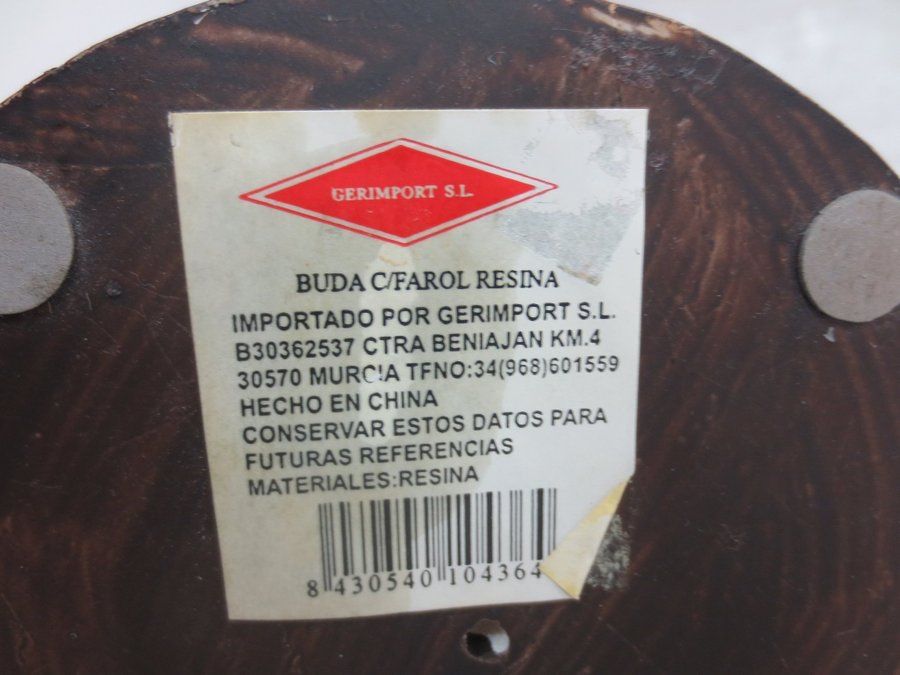 GERIMPORT S.L.
BUDA C/FAROL RESINA
IMPORTADO POR GERIMPORT S.L.
B30362537 CTRA BENIAJAN KM.4
30570 MURCIA TFNO:34(968)601559
HECHO EN CHINA
CONSERVAR ESTOS DATOS PARA
FUTURAS REFERENCIAS
MATERIALES:RESINA
8 430540 104364